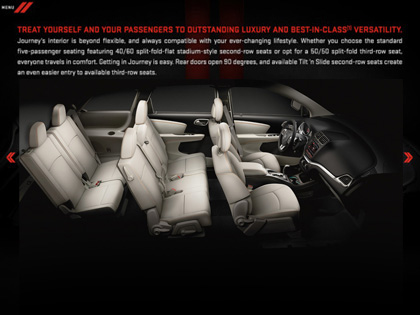 MENU
TREAT YOURSELF AND YOUR PASSENGERS TO OUTSTANDING LUXURY AND BEST-IN-CLASS VERSATILITY.
Journey's interior is beyond flexible, and always compatible with your ever-changing lifestyle. Whether you choose the standard
five-passenger seating featuring 40/60 split-fold-flat stadium-style second-row seats or opt for a 50/50 split-fold third-row seat,
everyone travels in comfort. Getting in Journey is easy. Rear doors open 90 degrees, and available Tilt 'n Slide second-row seats create
an even easier entry to available third-row seats.